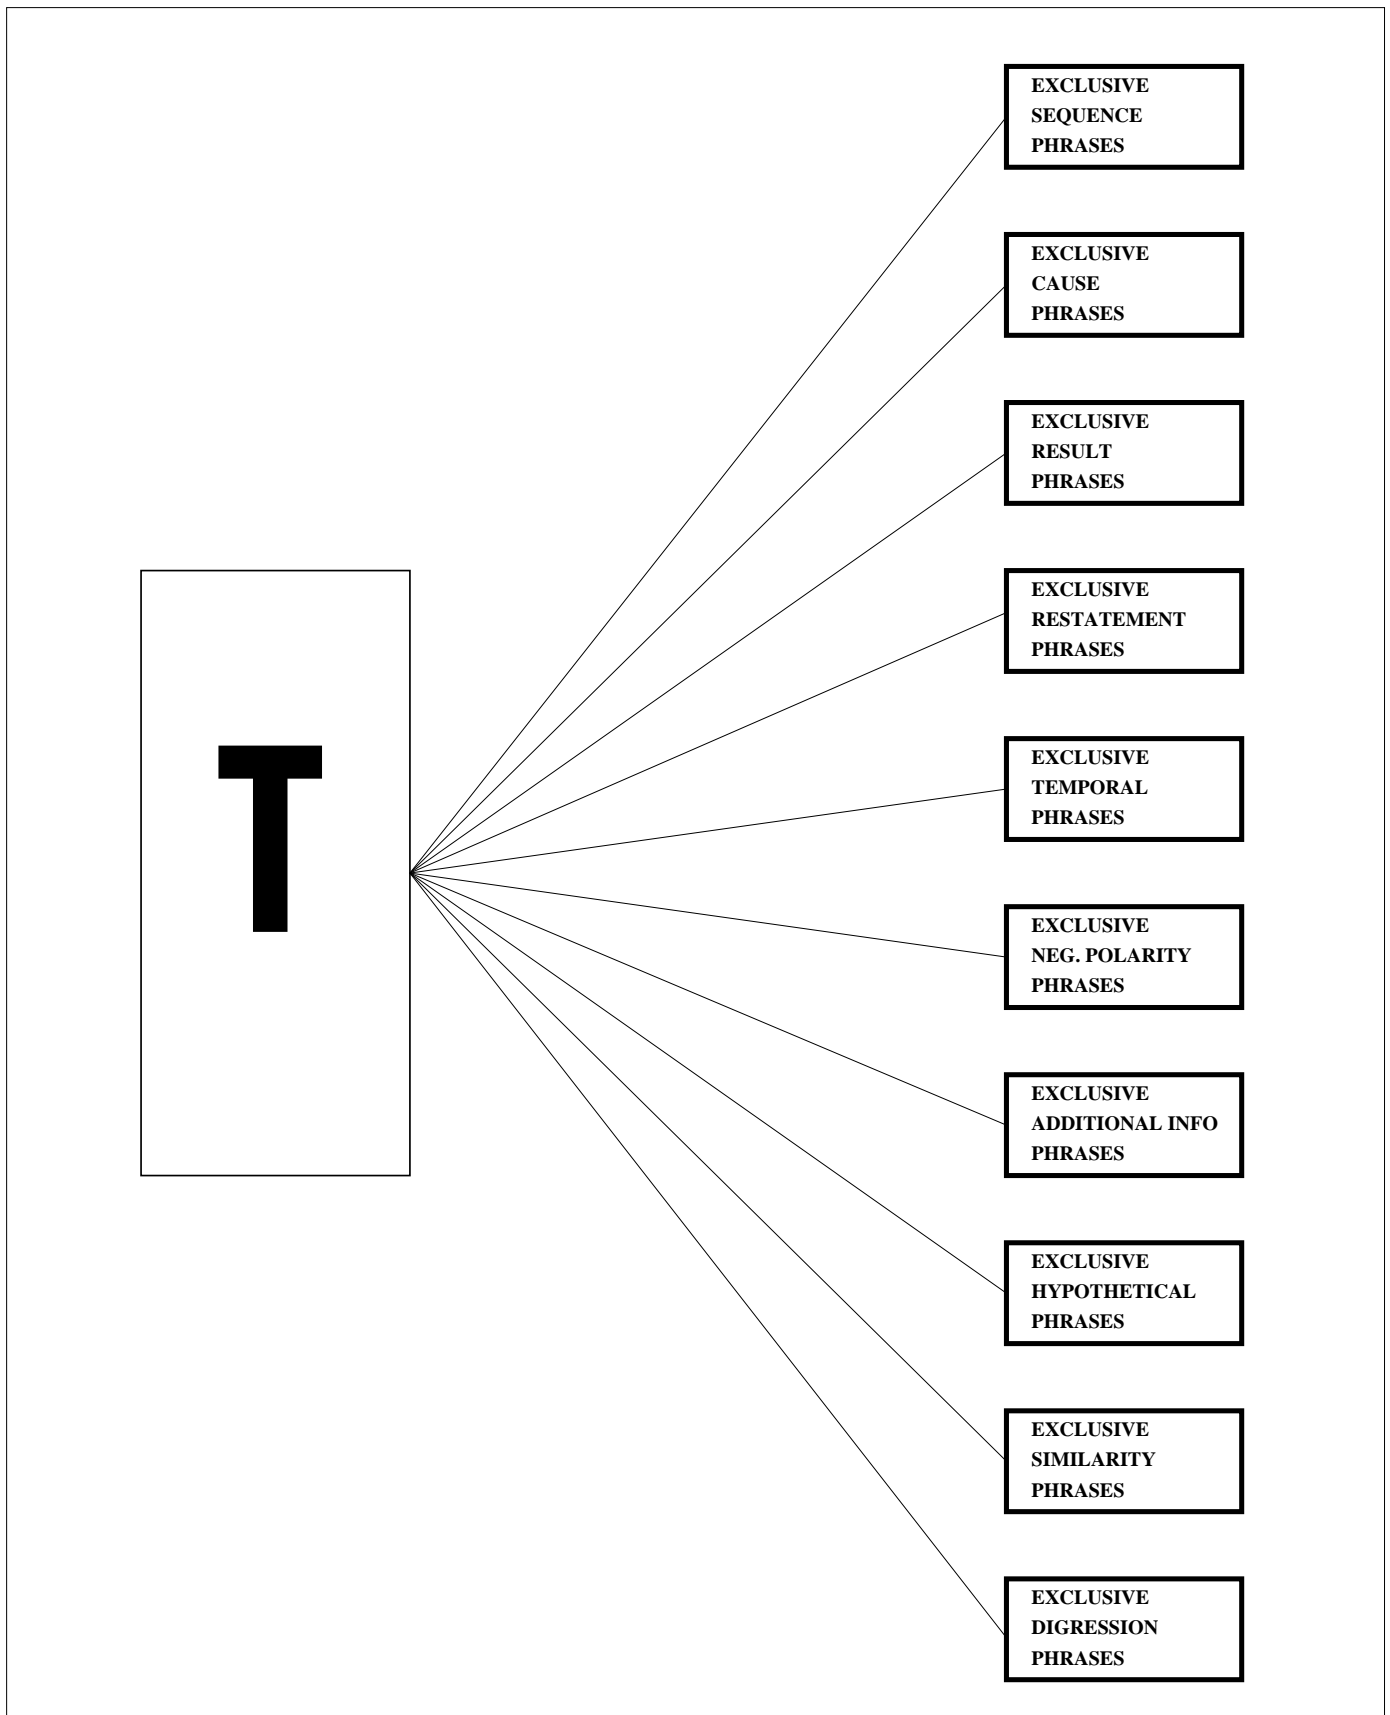 EXCLUSIVE
SEQUENCE
PHRASES
EXCLUSIVE
CAUSE
PHRASES
EXCLUSIVE
RESULT
PHRASES
EXCLUSIVE
RESTATEMENT
PHRASES
T
EXCLUSIVE
TEMPORAL
PHRASES
EXCLUSIVE
NEG. POLARITY
PHRASES
EXCLUSIVE
ADDITIONAL INFO
PHRASES
EXCLUSIVE
HYPOTHETICAL
PHRASES
EXCLUSIVE
SIMILARITY
PHRASES
EXCLUSIVE
DIGRESSION
PHRASES